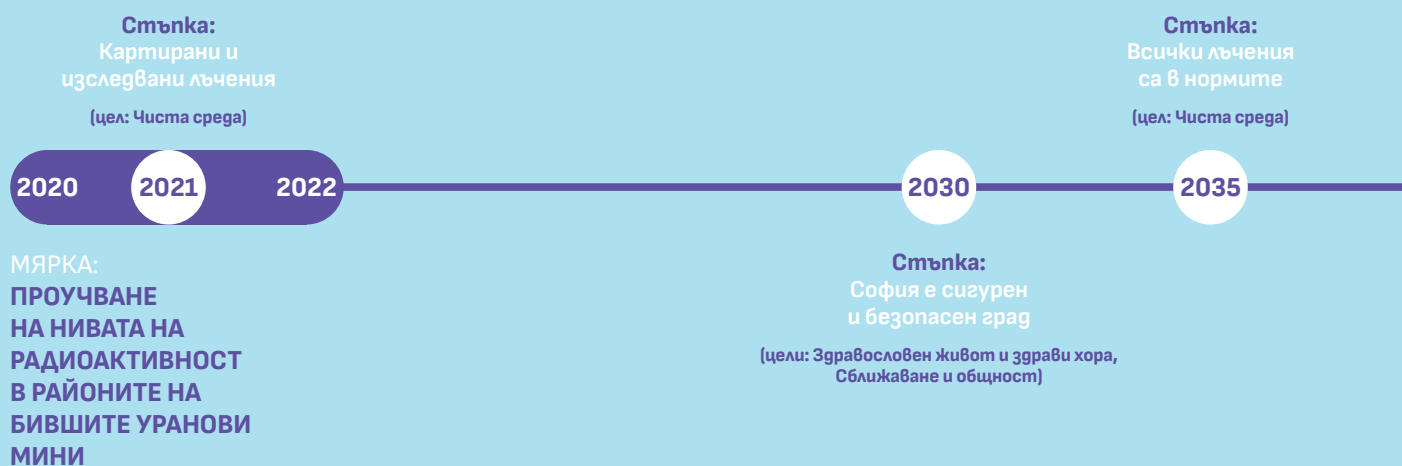 Стъпка:
Картирани и
изследвани лъчения
(цел: Чиста среда)
Стъпка:
Всички лъчения
са в нормите
(цел: Чиста среда)
2020
2021
2022
2030
2035
МЯРКА:
ПРОУЧВАНЕ
НА НИВАТА НА
РАДИОАКТИВНОСТ
В РАЙОНИТЕ НА
БИВШИТЕ УРАНОВИ
МИНИ
Стъпка:
София е сигурен
и безопасен град
(цели: Здравословен живот и здрави хора,
Сближаване и общност)